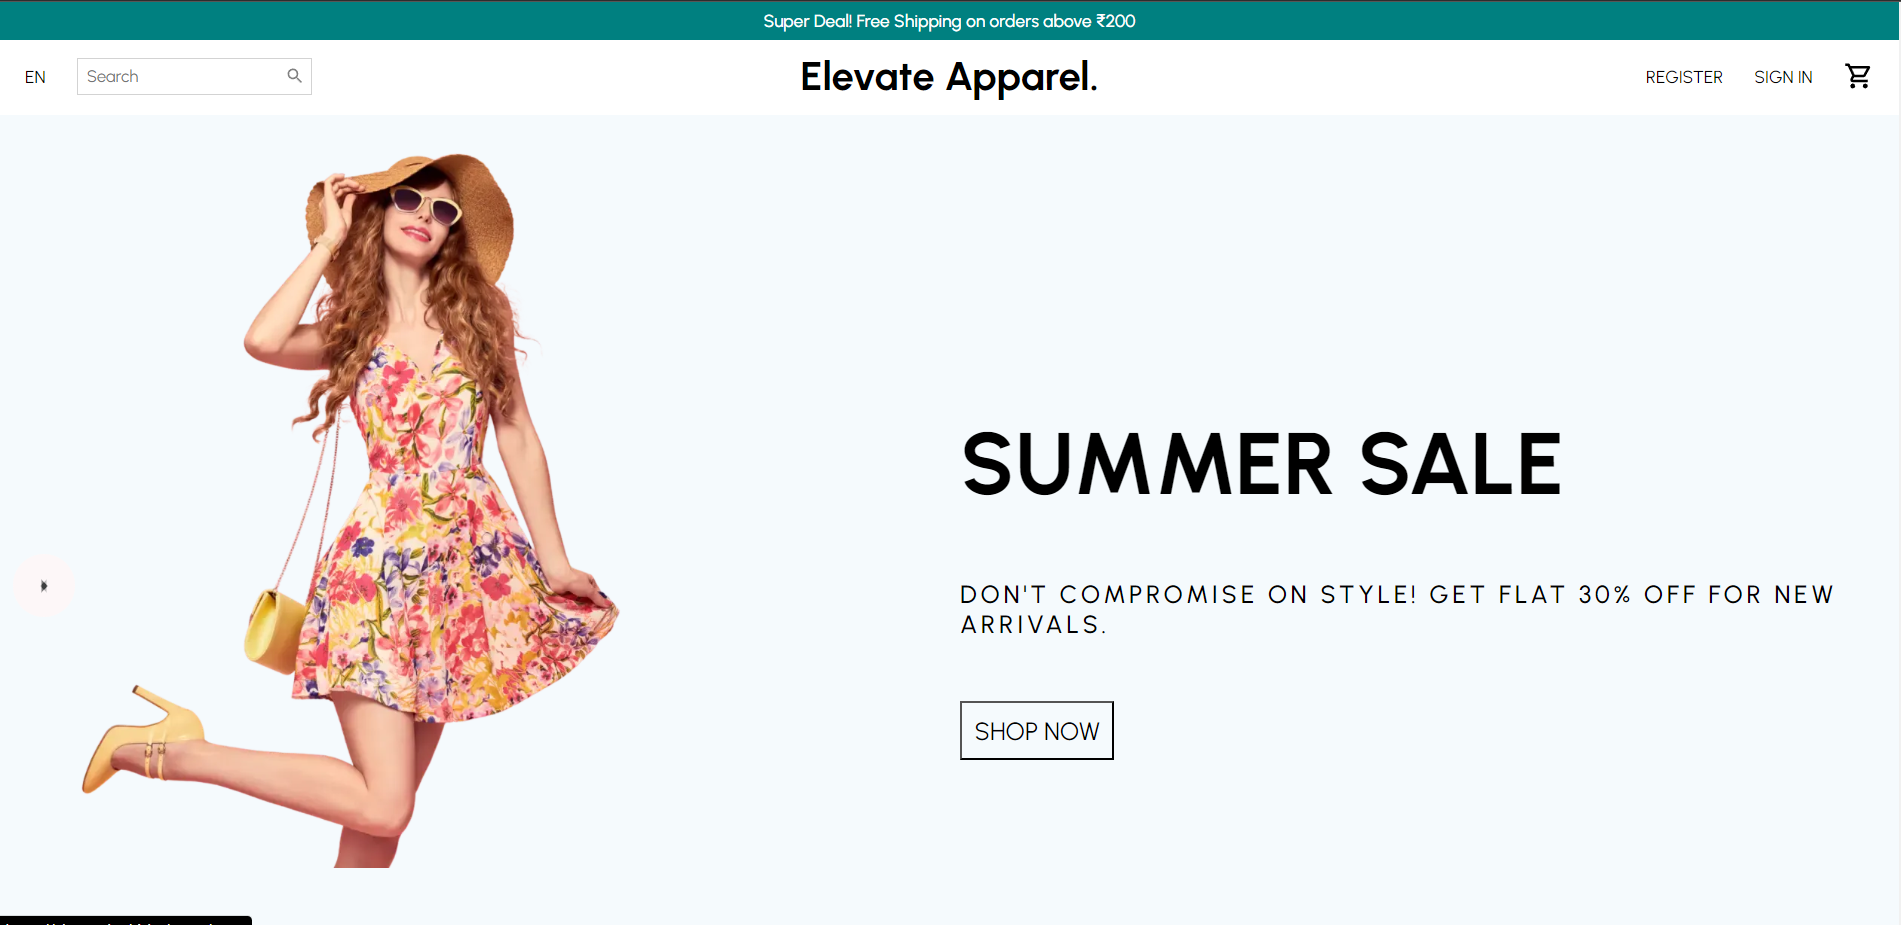 Super Deal! Free Shipping on orders above ₹200
EN
Search
Elevate Apparel.
REGISTER
SIGN IN
SUMMER SALE
DON'T COMPROMISE ON STYLE! GET FLAT 30% OFF FOR NEW
ARRIVALS.
SHOP NOW